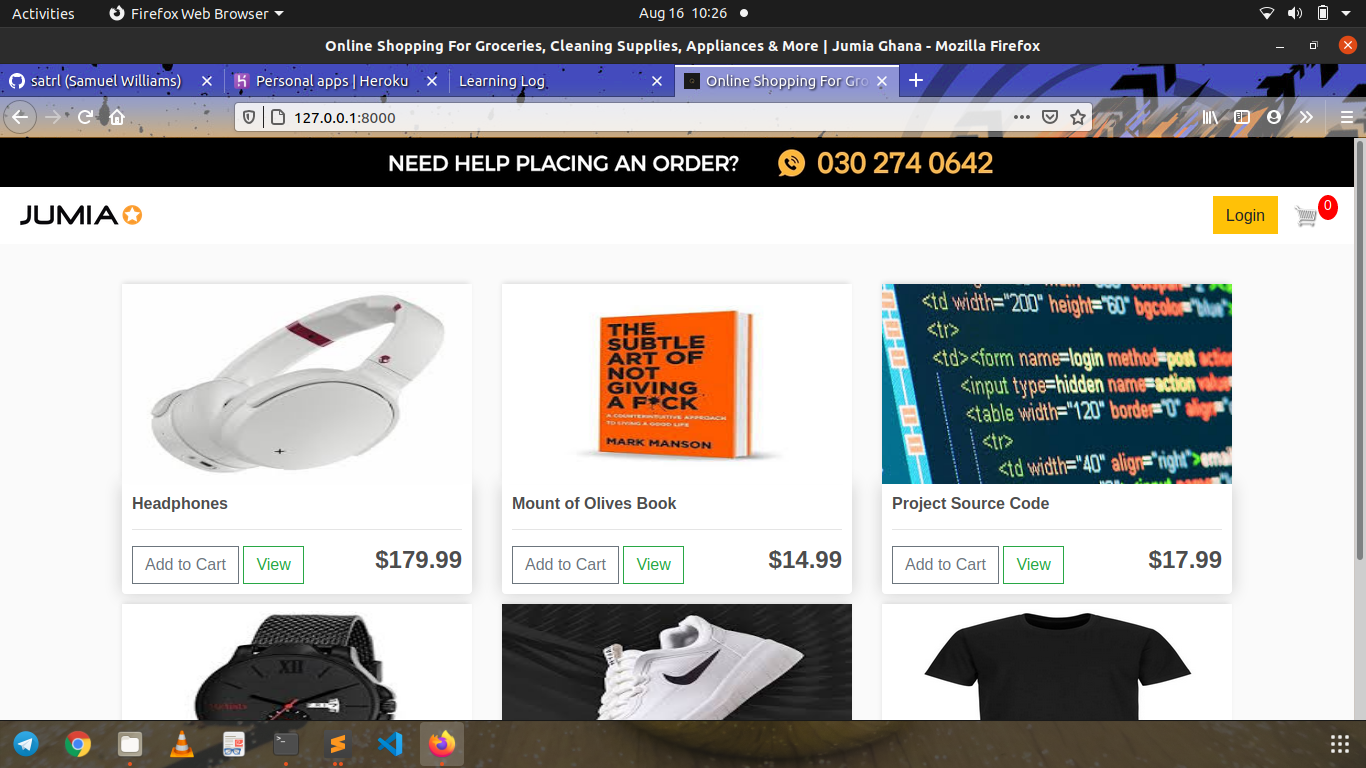 Activities
Firefox Web Browser
Aug 16 10:26
Online Shopping For Groceries, Cleaning Supplies, Appliances & More | Jumia Ghana - Mozilla Firefox
satrl (Samuel Williams)
Personal apps | Heroku
Learning Log
Online Shopping For Gro
127.0.0.1:8000
NEED HELP PLACING AN ORDER? 030 274 0642
JUMIA
Login
0
THE
SUBTLE
ART OF
NOT
GIVING
A F*CK
A COUNTERINTUITIVE APPROACH
TO LIVING A GOOD LIFE
MARK MANSON
<td width="200" height="60" bgcolor="blue"
<tr>
<td><form name=login method=post action
<input type=hidden name=action value
<table width="120" border="0" align="c
<tr>
<td width="40" align="right">email
Headphones
Add to Cart
View
$179.99
Mount of Olives Book
Add to Cart
View
$14.99
Project Source Code
Add to Cart
View
$17.99
XII